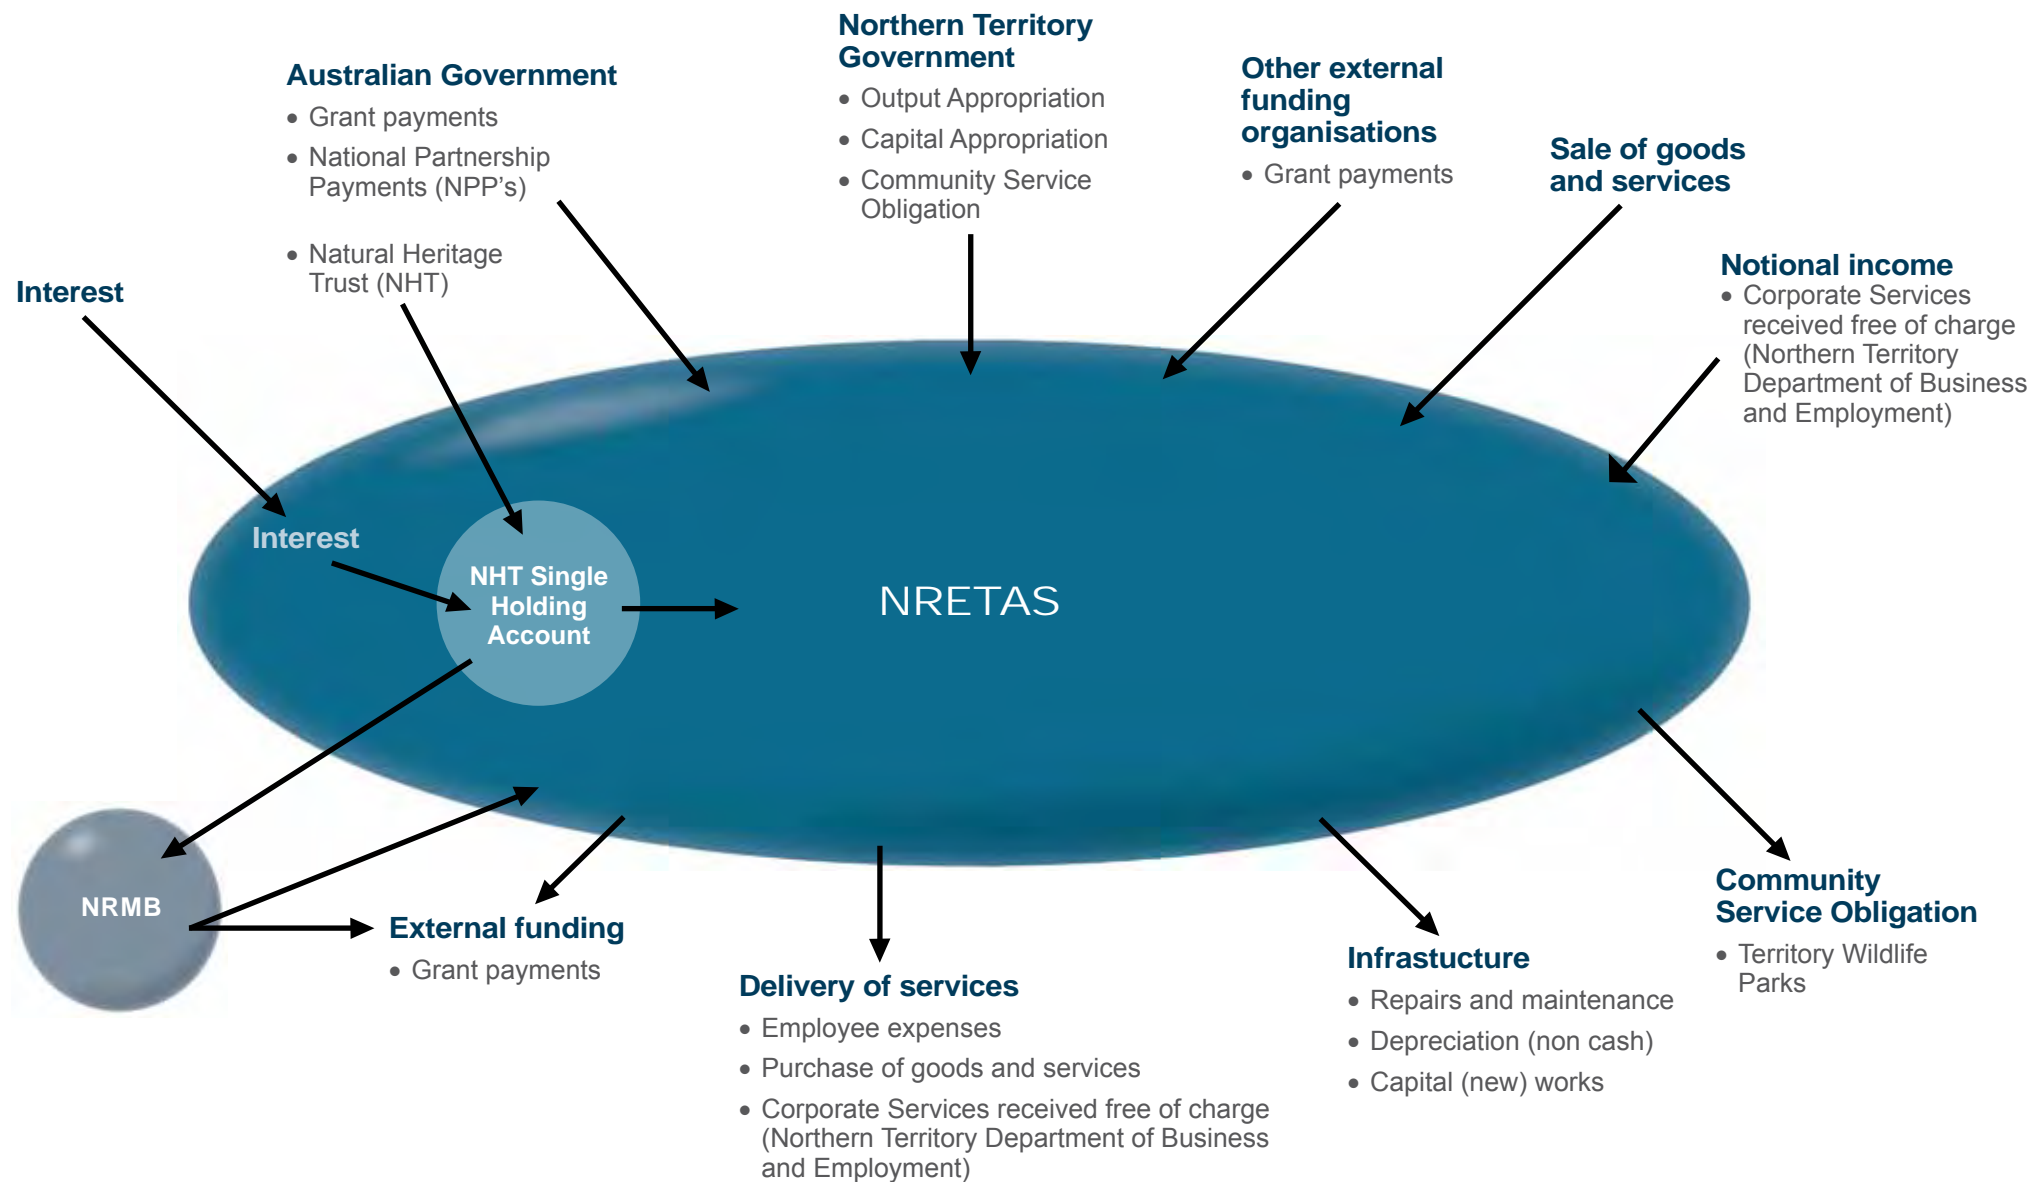 Northern Territory
Government
• Output Appropriation
• Capital Appropriation
• Community Service
Obligation
Australian Government
• Grant payments
• National Partnership
Payments (NPP's)
• Natural Heritage
Trust (NHT)
Other external
funding
organisations
• Grant payments
Sale of goods
and services
Notional income
• Corporate Services
received free of charge
(Northern Territory
Department of Business
and Employment)
Interest
Interest
NHT Single
Holding
Account
NRETAS
NRMB
External funding
• Grant payments
Delivery of services
• Employee expenses
• Purchase of goods and services
• Corporate Services received free of charge
(Northern Territory Department of Business
and Employment)
Infrastucture
• Repairs and maintenance
• Depreciation (non cash)
• Capital (new) works
Community
Service Obligation
• Territory Wildlife
Parks